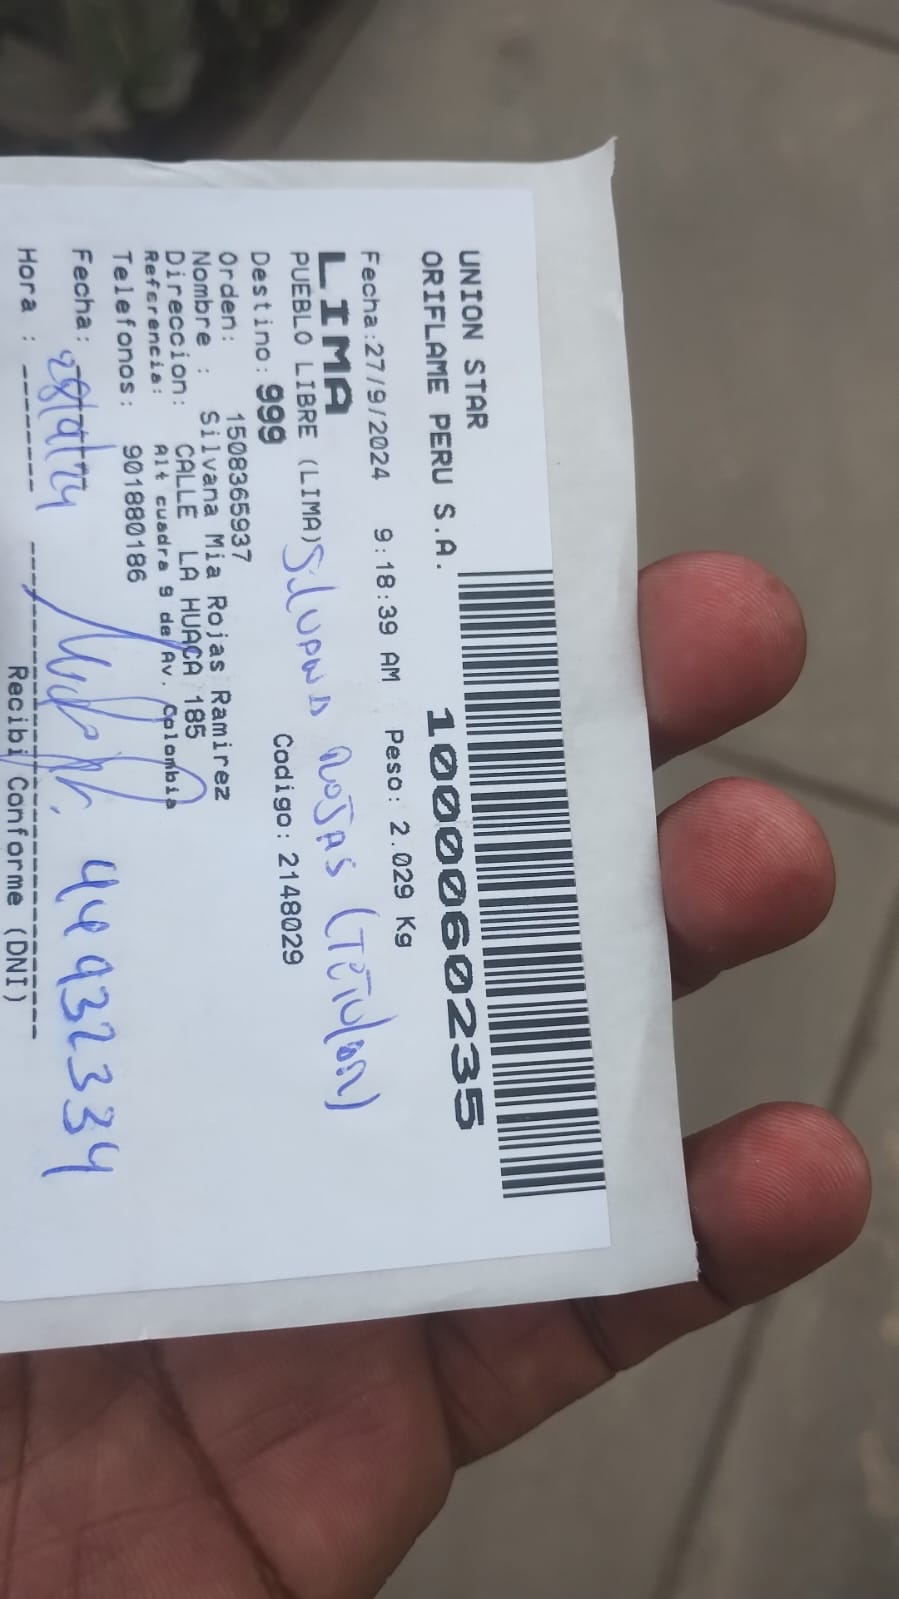 UNION STAR
ORIFLAME PERU S.A.
10000060235
Fecha:27/9/2024 9:18:39 AM Peso: 2.029 Kg
LIMA
PUEBLO LIBRE (LIMA) Silvana Rojas (Titular)
Destino: 999 Codigo: 2148029
Orden: 1508365937
Nombre : Silvana Mia Rojas Ramirez
Direccion: CALLE LA HUACA 185
Referencia: Alt cuadra 9 de Av. Colombia
Telefonos: 901880186
Fecha: 28/9/24 44932334
Hora :
Recibi Conforme (DNI)